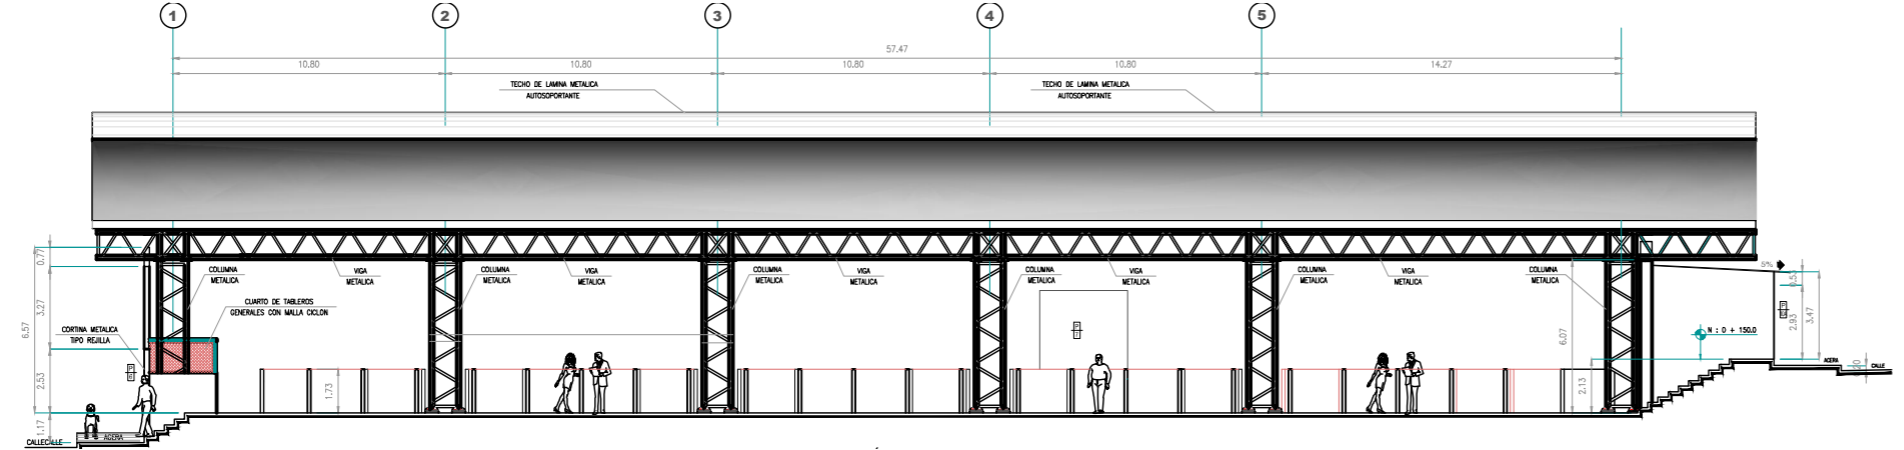 1 2 3 4 5
57.47
10.80 10.80 10.80 10.80 14.27
TECHO DE LAMINA METALICA
AUTOSOPORTANTE
TECHO DE LAMINA METALICA
AUTOSOPORTANTE
COLUMNA
METALICA
VIGA
METALICA
COLUMNA
METALICA
VIGA
METALICA
COLUMNA
METALICA
VIGA
METALICA
COLUMNA
METALICA
VIGA
METALICA
COLUMNA
METALICA
VIGA
METALICA
COLUMNA
METALICA
CUARTO DE TABLEROS
GENERALES CON MALLA CICLON
CORTINA METALICA
TIPO REJILLA
0.77
3.27
6.57
2.53
1.17
1.73
6.07
2.13
5%
0.53
2.93
3.47
N : 0 + 150.0
ACERA
CALLE
ACERA
CALLECALLE